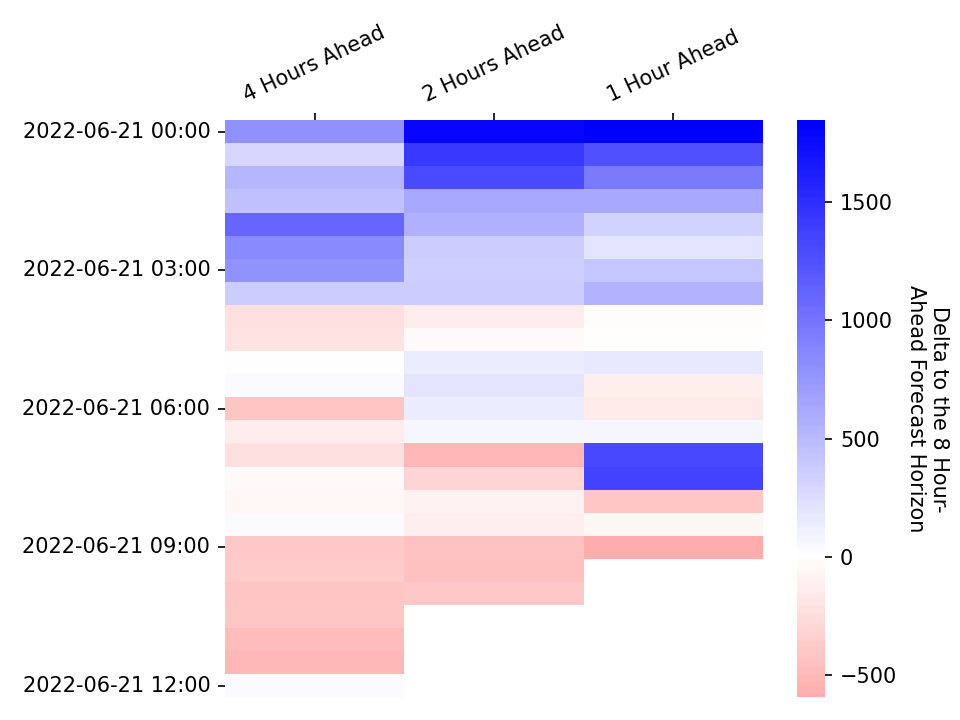 4 Hours Ahead
2 Hours Ahead
1 Hour Ahead
2022-06-21 00:00
2022-06-21 03:00
2022-06-21 06:00
2022-06-21 09:00
2022-06-21 12:00
1500
1000
500
0
−500
Delta to the 8 Hour-
Ahead Forecast Horizon